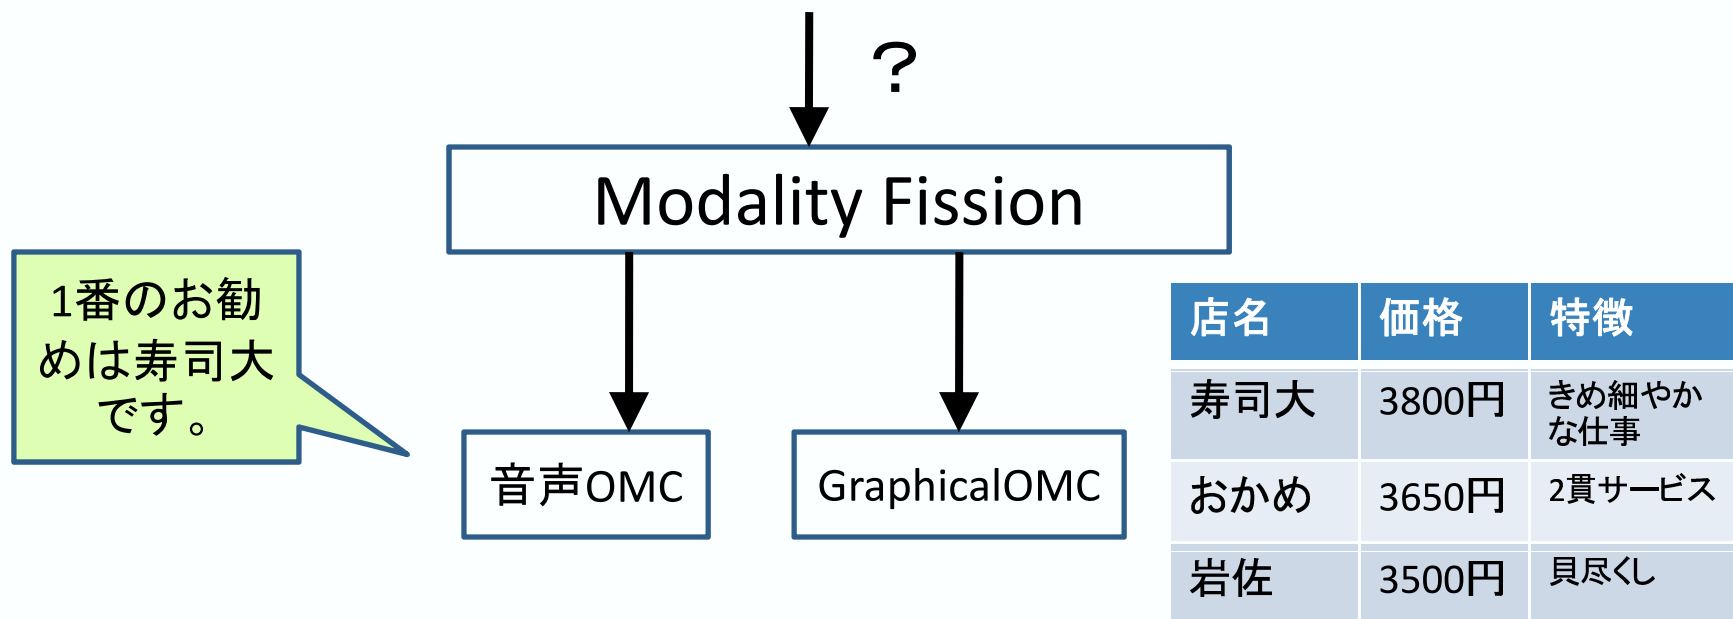 ？
Modality Fission
1番のお勧
めは寿司大
です。
音声OMC
GraphicalOMC
店名 価格 特徴
寿司大 3800円 きめ細やか
な仕事
おかめ 3650円 2貫サービス
岩佐 3500円 貝尽くし